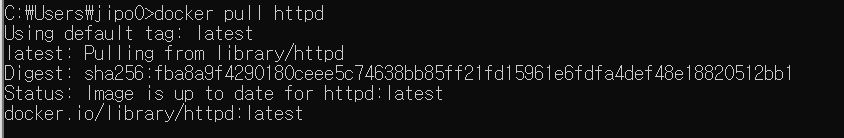 C:₩Users₩jipo0>docker pull httpd
Using default tag: latest
latest: Pulling from library/httpd
Digest: sha256:fba8a9f4290180ceee5c74638bb85ff21fd15961e6fdfa4def48e18820512bb1
Status: Image is up to date for httpd:latest
docker.io/library/httpd:latest